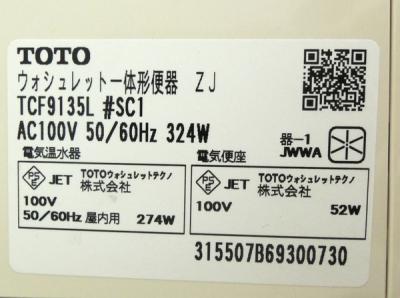 TOTO
ウォシュレット一体形便器 ZJ
TCF9135L #SC1
AC100V 50/60Hz 324W
器-1
JWWA
電気温水器
PSE JET TOTOウォシュレットテクノ
株式会社
100V
50/60Hz 屋内用 274W
電気便座
PSE JET TOTOウォシュレットテクノ
株式会社
100V 52W
315507B69300730